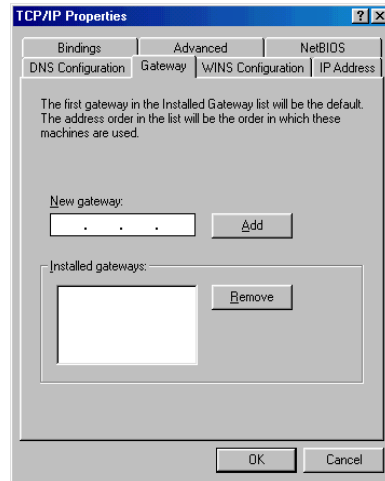 TCP/IP Properties
Bindings Advanced NetBIOS
DNS Configuration Gateway WINS Configuration IP Address
The first gateway in the Installed Gateway list will be the default.
The address order in the list will be the order in which these
machines are used.
New gateway:
. . .
Add
Installed gateways:
Remove
OK Cancel